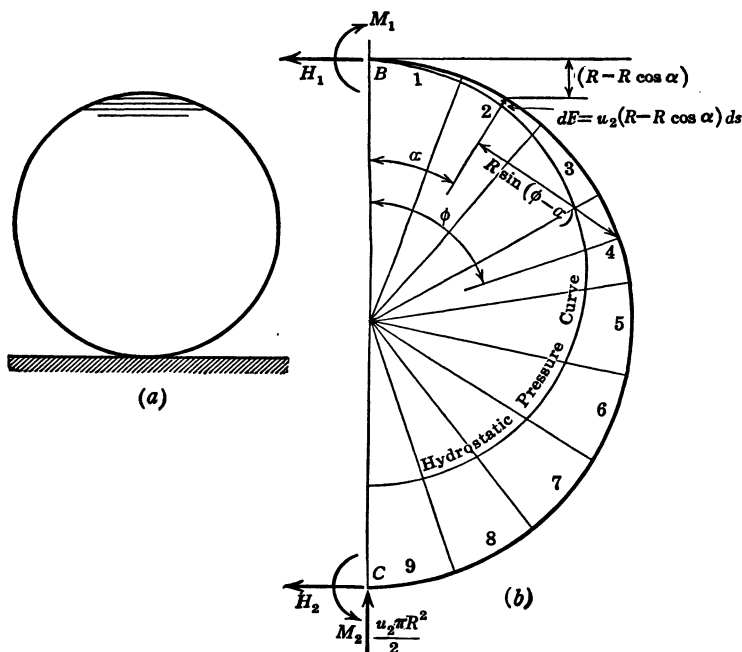 M₁
H₁
B
(R−R cos α)
1
2
dE=u₂(R−R cos α) ds
α
3
R sin (φ−α)
φ
4
5
Hydrostatic Pressure Curve
6
(a)
7
8
9
C
(b)
H₂
M₂
u₂πR²
2